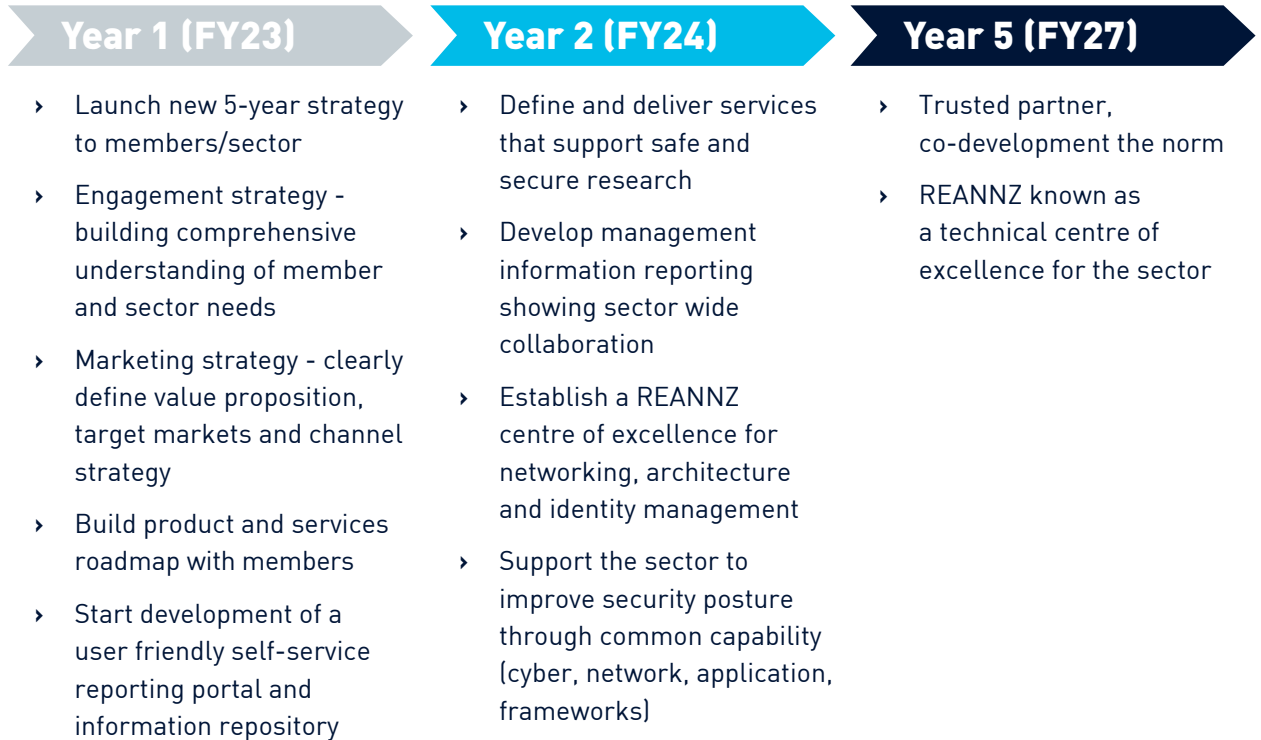 Year 1 (FY23)
› Launch new 5-year strategy
to members/sector
› Engagement strategy -
building comprehensive
understanding of member
and sector needs
› Marketing strategy - clearly
define value proposition,
target markets and channel
strategy
› Build product and services
roadmap with members
› Start development of a
user friendly self-service
reporting portal and
information repository
Year 2 (FY24)
› Define and deliver services
that support safe and
secure research
› Develop management
information reporting
showing sector wide
collaboration
› Establish a REANNZ
centre of excellence for
networking, architecture
and identity management
› Support the sector to
improve security posture
through common capability
(cyber, network, application,
frameworks)
Year 5 (FY27)
› Trusted partner,
co-development the norm
› REANNZ known as
a technical centre of
excellence for the sector